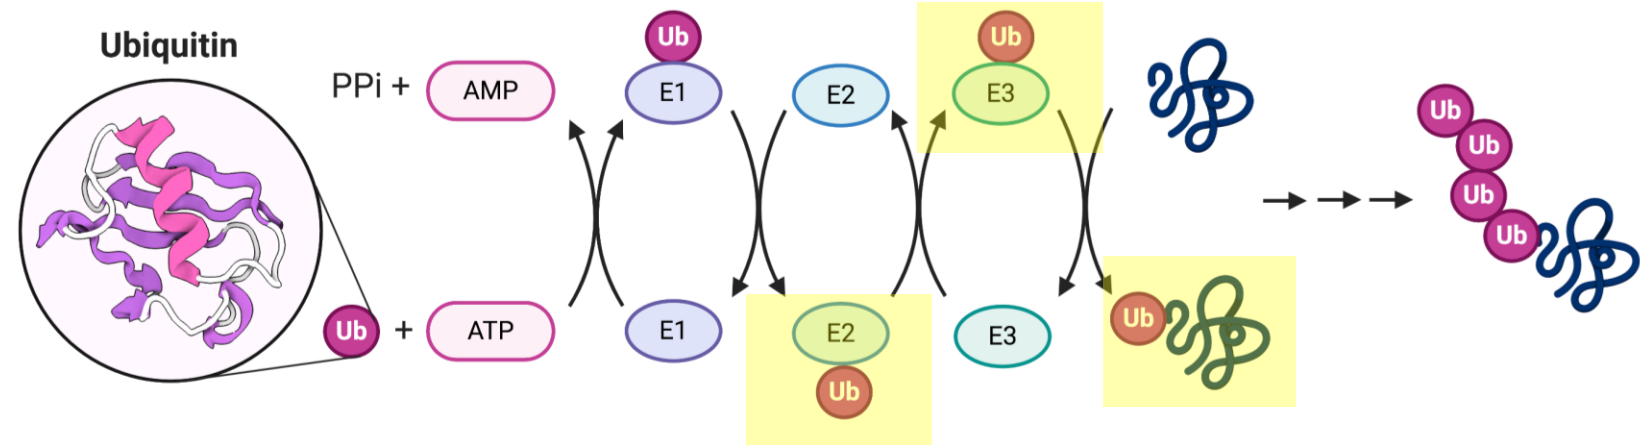 Ubiquitin
PPi + AMP
Ub
E1
E2
Ub
E3
Ub + ATP
E1
E2
Ub
E3
Ub
Ub
Ub
Ub
Ub